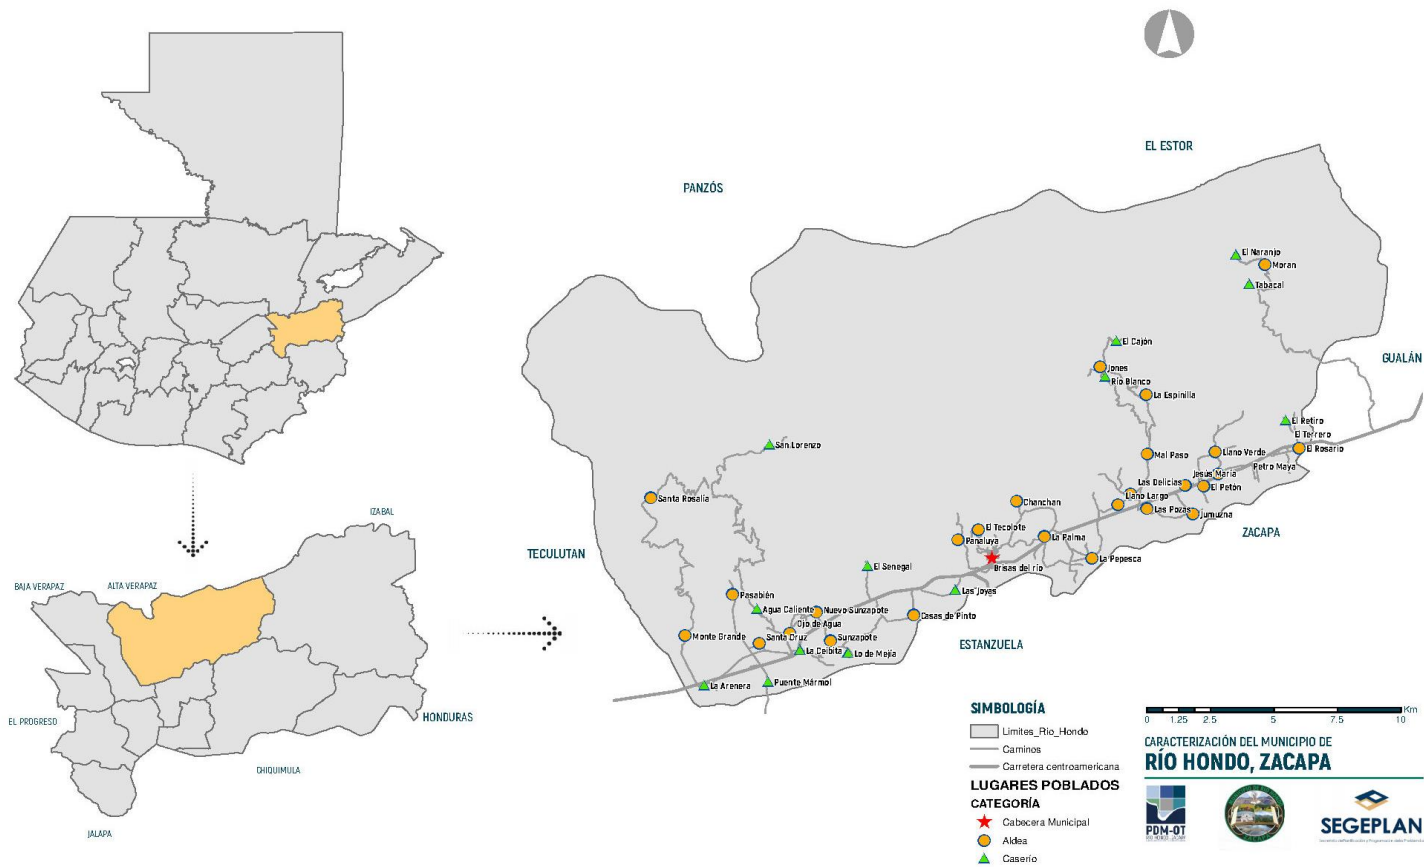 EL ESTOR
PANZÓS
El Naranjo
Moran
Tabacal
El Cajón
GUALÁN
Jones
Río Blanco
La Espinilla
El Retiro
El Terrero
El Rosario
San Lorenzo
Mal Paso
Llano Verde
Petro Maya
Jesús María
Las Delicias
El Petón
Santa Rosalía
Llano Largo
Chanchan
Las Pozas
Jumuzna
El Tecolote
ZACAPA
Panaluya
La Palma
TECULUTAN
La Pepesca
Brisas del río
El Senegal
Las Joyas
Pasabién
Agua Caliente
Nuevo Sunzapote
Casas de Pinto
Ojo de Agua
Monte Grande
Santa Cruz
Sunzapote
ESTANZUELA
La Ceibita
Lo de Mejía
La Arenera
Puente Mármol
IZABAL
BAJA VERAPAZ
ALTA VERAPAZ
EL PROGRESO
HONDURAS
CHIQUIMULA
JALAPA
SIMBOLOGÍA
Limites_Rio_Hondo
Caminos
Carretera centroamericana
LUGARES POBLADOS
CATEGORÍA
Cabecera Municipal
Aldea
Caserío
Km
0 1.25 2.5 5 7.5 10
CARACTERIZACIÓN DEL MUNICIPIO DE
RÍO HONDO, ZACAPA
PDM-OT
RÍO HONDO, ZACAPA
ZACAPA
SEGEPLAN